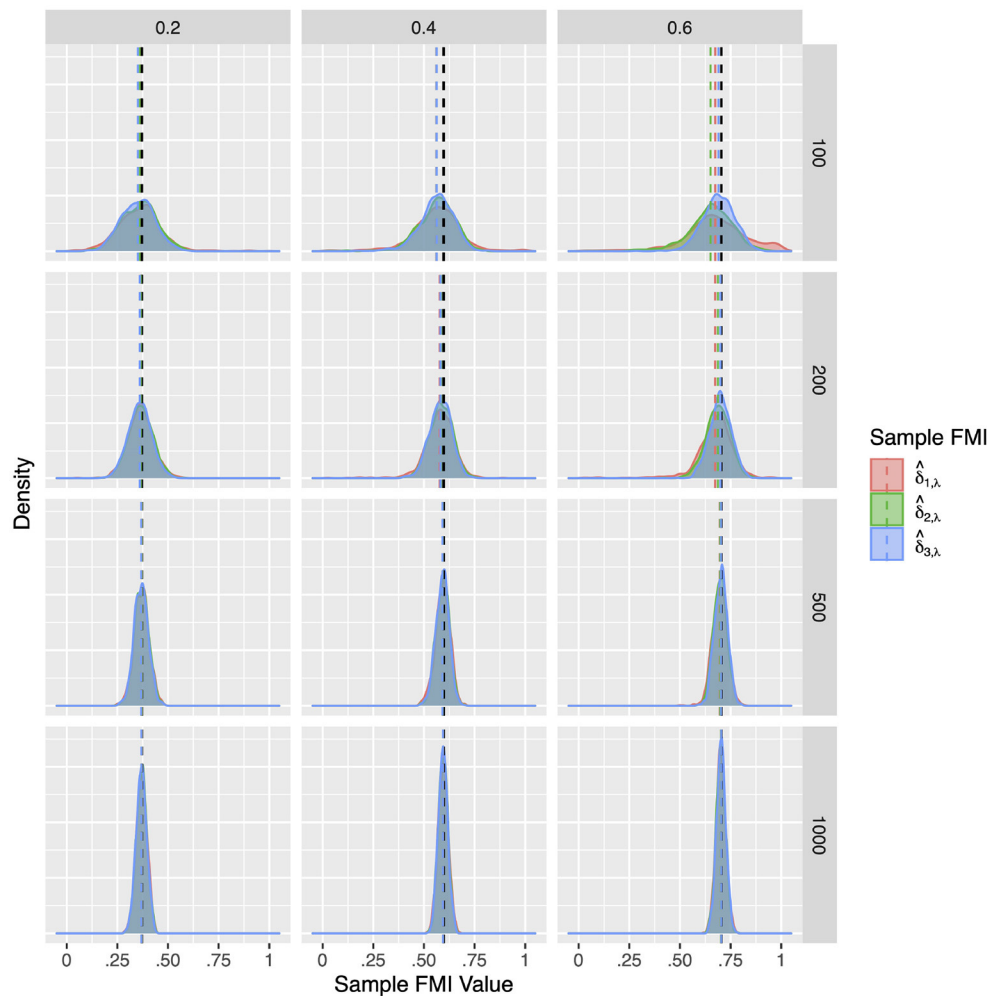 0.2 0.4 0.6
100
200
500
1000
Density
Sample FMI
δ̂1,λ
δ̂2,λ
δ̂3,λ
0 .25 .50 .75 1 0 .25 .50 .75 1 0 .25 .50 .75 1
Sample FMI Value